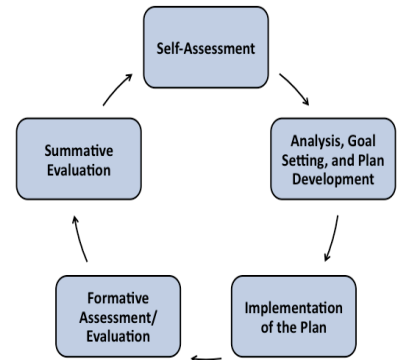 Self-Assessment
Analysis, Goal
Setting, and Plan
Development
Implementation
of the Plan
Formative
Assessment/
Evaluation
Summative
Evaluation